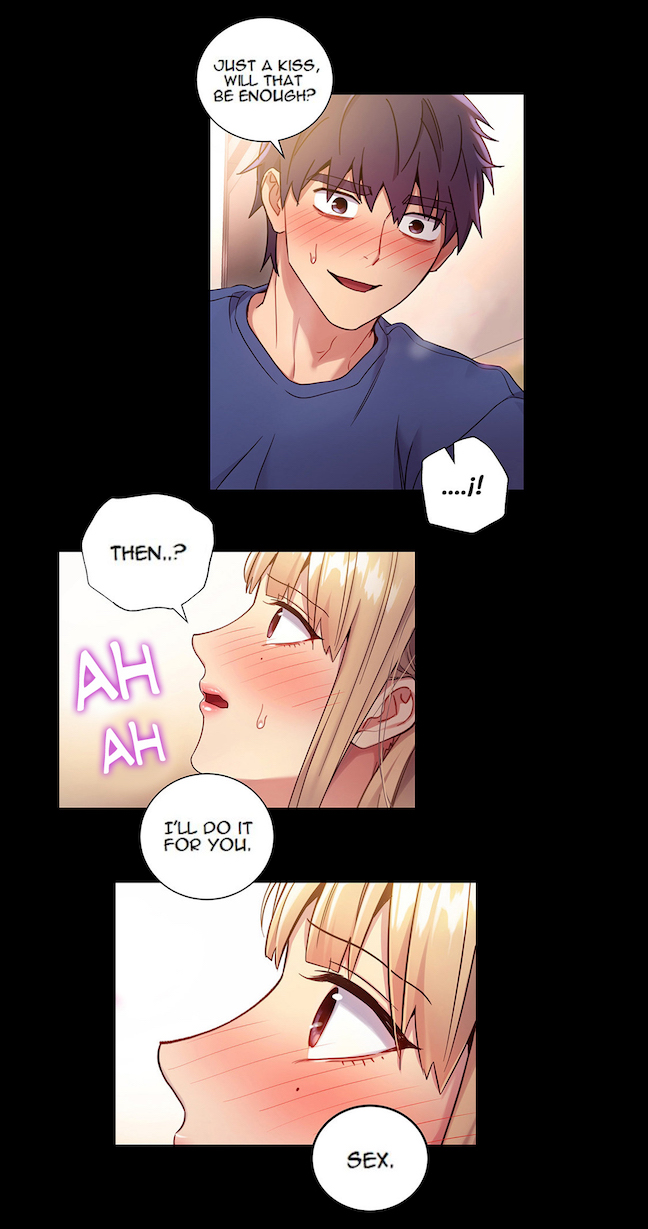 JUST A KISS,
WILL THAT
BE ENOUGH?
....¡!
THEN..?
AH
AH
I'LL DO IT
FOR YOU.
SEX.